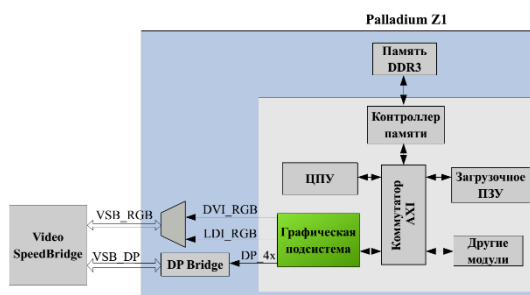 Palladium Z1
Память
DDR3
Контроллер
памяти
ЦПУ
Коммутатор
AXI
Загрузочное
ПЗУ
VSB_RGB
DVI_RGB
LDI_RGB
Графическая
подсистема
Video
SpeedBridge
VSB_DP
DP Bridge
DP_4x
Другие
модули